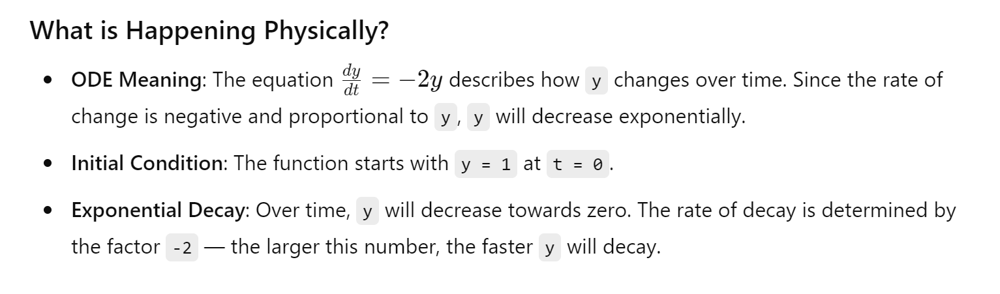 What is Happening Physically?
• ODE Meaning: The equation dy/dt = −2y describes how y changes over time. Since the rate of
change is negative and proportional to y, y will decrease exponentially.
• Initial Condition: The function starts with y = 1 at t = 0.
• Exponential Decay: Over time, y will decrease towards zero. The rate of decay is determined by
the factor -2 — the larger this number, the faster y will decay.